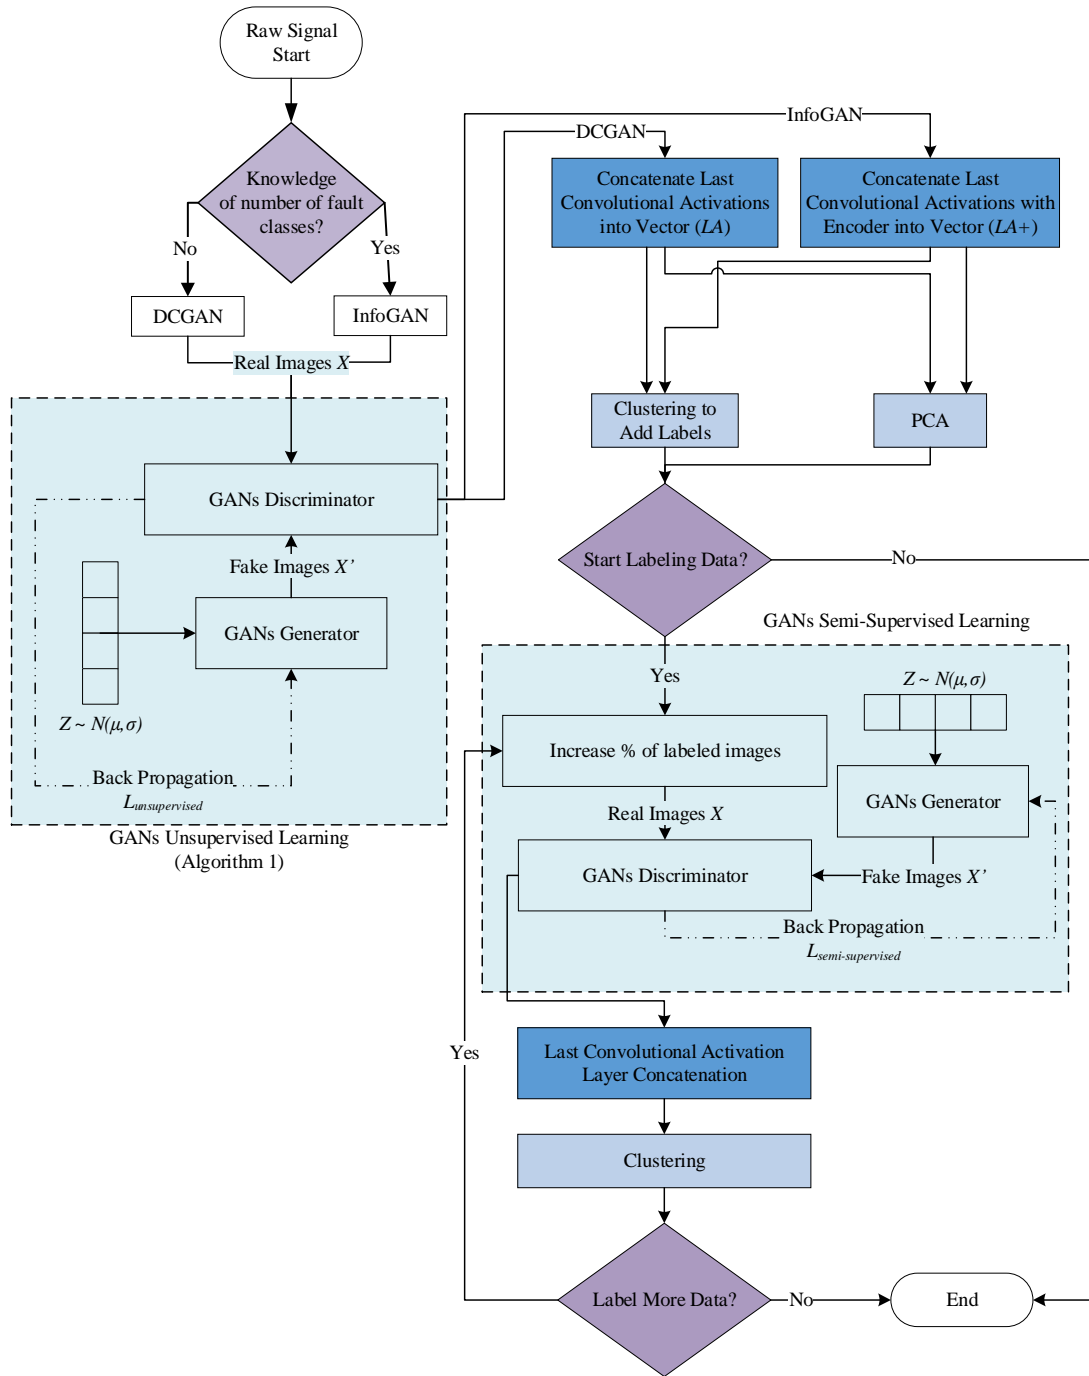 Raw Signal
Start
Knowledge
of number of fault
classes?
No
Yes
DCGAN
InfoGAN
Real Images X
GANs Discriminator
Fake Images X’
GANs Generator
Z ~ N(μ,σ)
Back Propagation
Lunsupervised
GANs Unsupervised Learning
(Algorithm 1)
DCGAN
InfoGAN
Concatenate Last
Convolutional Activations
into Vector (LA)
Concatenate Last
Convolutional Activations with
Encoder into Vector (LA+)
Clustering to
Add Labels
PCA
Start Labeling Data?
No
Yes
GANs Semi-Supervised Learning
Z ~ N(μ,σ)
Increase % of labeled images
GANs Generator
Real Images X
GANs Discriminator
Fake Images X’
Back Propagation
Lsemi-supervised
Last Convolutional Activation
Layer Concatenation
Clustering
Label More Data?
Yes
No
End